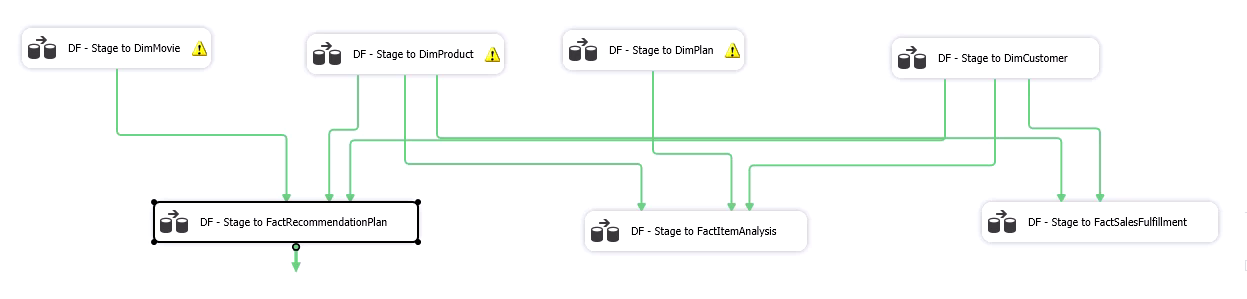 DF - Stage to DimMovie
DF - Stage to DimProduct
DF - Stage to DimPlan
DF - Stage to DimCustomer
DF - Stage to FactRecommendationPlan
DF - Stage to FactItemAnalysis
DF - Stage to FactSalesFulfillment